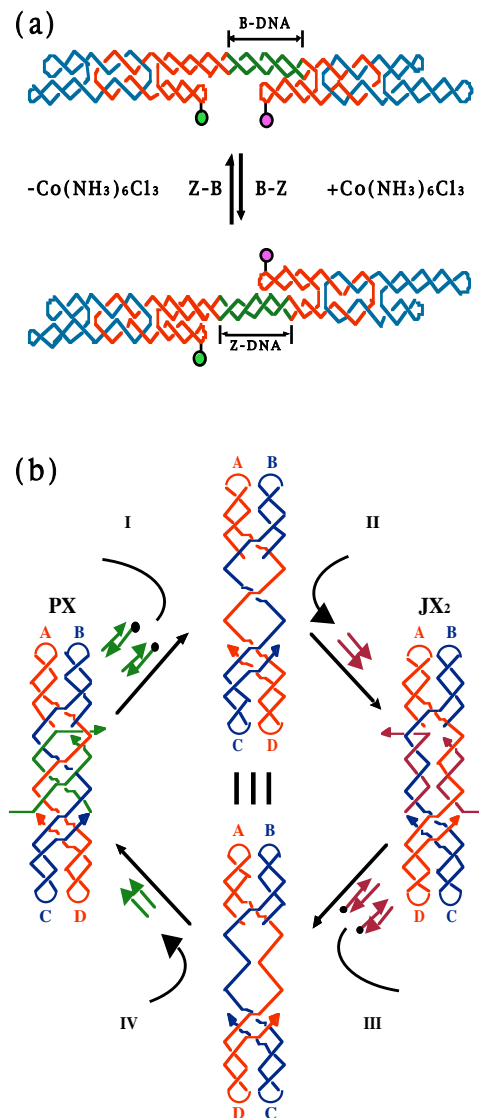 (a)
B-DNA
-Co(NH₃)₆Cl₃ Z-B B-Z +Co(NH₃)₆Cl₃
Z-DNA
(b)
A B
I II
PX JX₂
A B A B
C D
C D D C
A B
IV III
D C